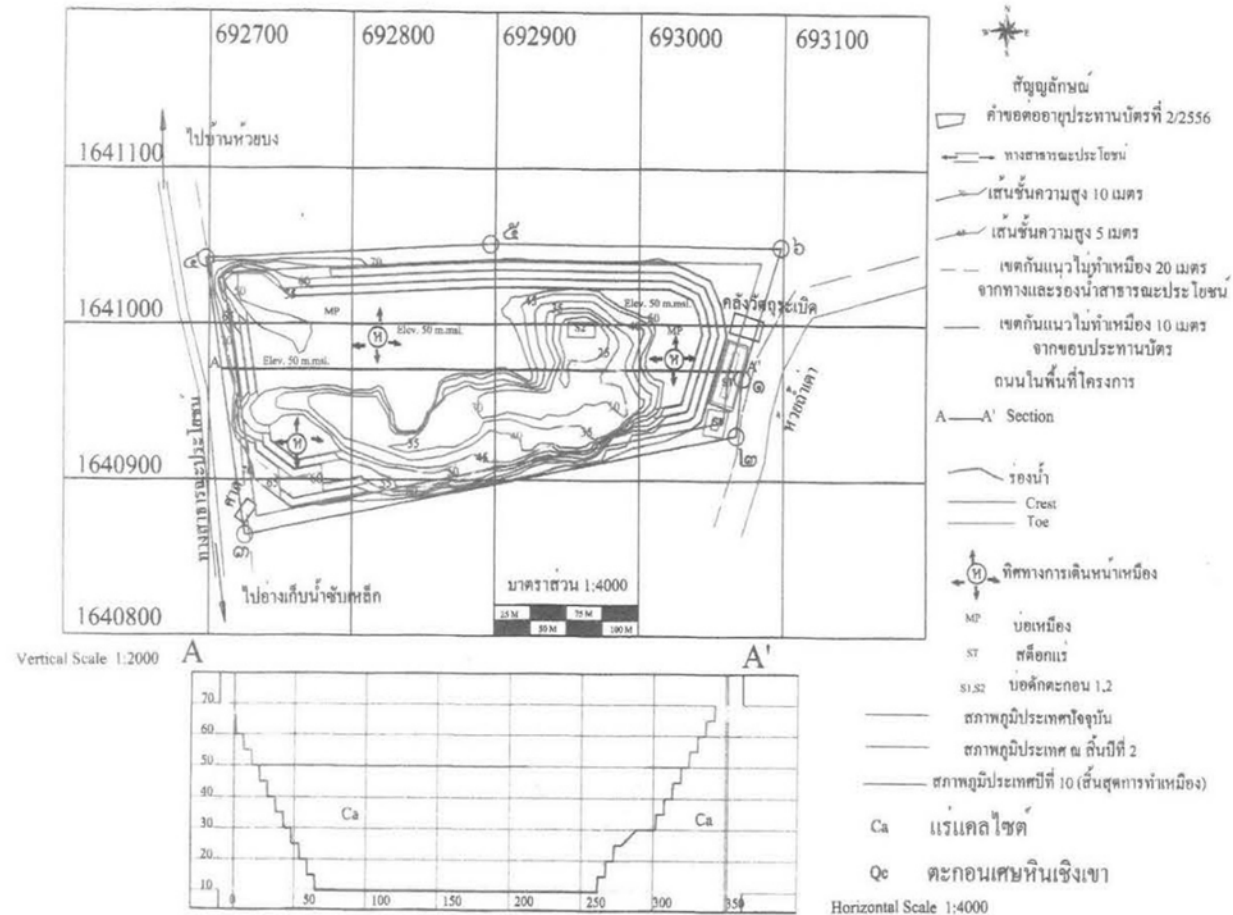 692700 692800 692900 693000 693100
1641100
1641000
1640900
1640800
ไปบ้านห้วยบง
ทางสาธารณะประโยชน์
ไปอ่างเก็บน้ำซับเหล็ก
คลังวัตถุระเบิด
ห้วยถ้ำเต่า
๔
๕
๖
๑
๒
๓
MP
Elev. 50 m.msl.
Elev. 50 m.msl.
Elev. 50 m.msl.
MP
S2
ST
ห
ห
ห
A
A'
มาตราส่วน 1:4000
25 M 75 M
50 M 100 M
N
W E
S
สัญญลักษณ์
คำขอต่ออายุประทานบัตรที่ 2/2556
ทางสาธารณะประโยชน์
เส้นชั้นความสูง 10 เมตร
เส้นชั้นความสูง 5 เมตร
เขตกันแนวไม่ทำเหมือง 20 เมตร
จากทางและร่องน้ำสาธารณะประโยชน์
เขตกันแนวไม่ทำเหมือง 10 เมตร
จากขอบประทานบัตร
ถนนในพื้นที่โครงการ
A A' Section
ร่องน้ำ
Crest
Toe
ห ทิศทางการเดินหน้าเหมือง
MP บ่อเหมือง
ST สต๊อกแร่
S1,S2 บ่อดักตะกอน 1,2
สภาพภูมิประเทศปัจจุบัน
สภาพภูมิประเทศ ณ สิ้นปีที่ 2
สภาพภูมิประเทศปีที่ 10 (สิ้นสุดการทำเหมือง)
Ca แร่แคลไซต์
Qc ตะกอนเศษหินเชิงเขา
Vertical Scale 1:2000
A A'
70
60
50
40
30
20
10
Ca Ca
0 50 100 150 200 250 300 350
Horizontal Scale 1:4000